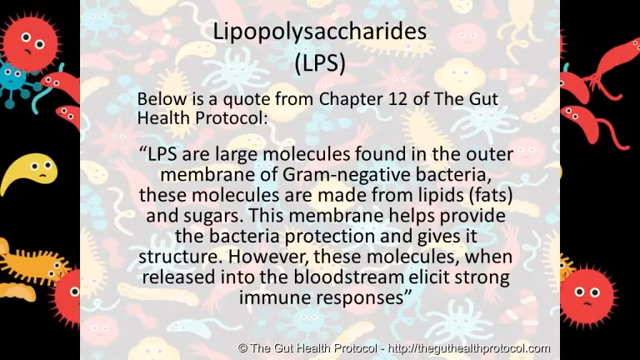 Lipopolysaccharides
(LPS)
Below is a quote from Chapter 12 of The Gut
Health Protocol:
“LPS are large molecules found in the outer
membrane of Gram-negative bacteria,
these molecules are made from lipids (fats)
and sugars. This membrane helps provide
the bacteria protection and gives it
structure. However, these molecules, when
released into the bloodstream elicit strong
immune responses”
© The Gut Health Protocol - http://theguthealthprotocol.com